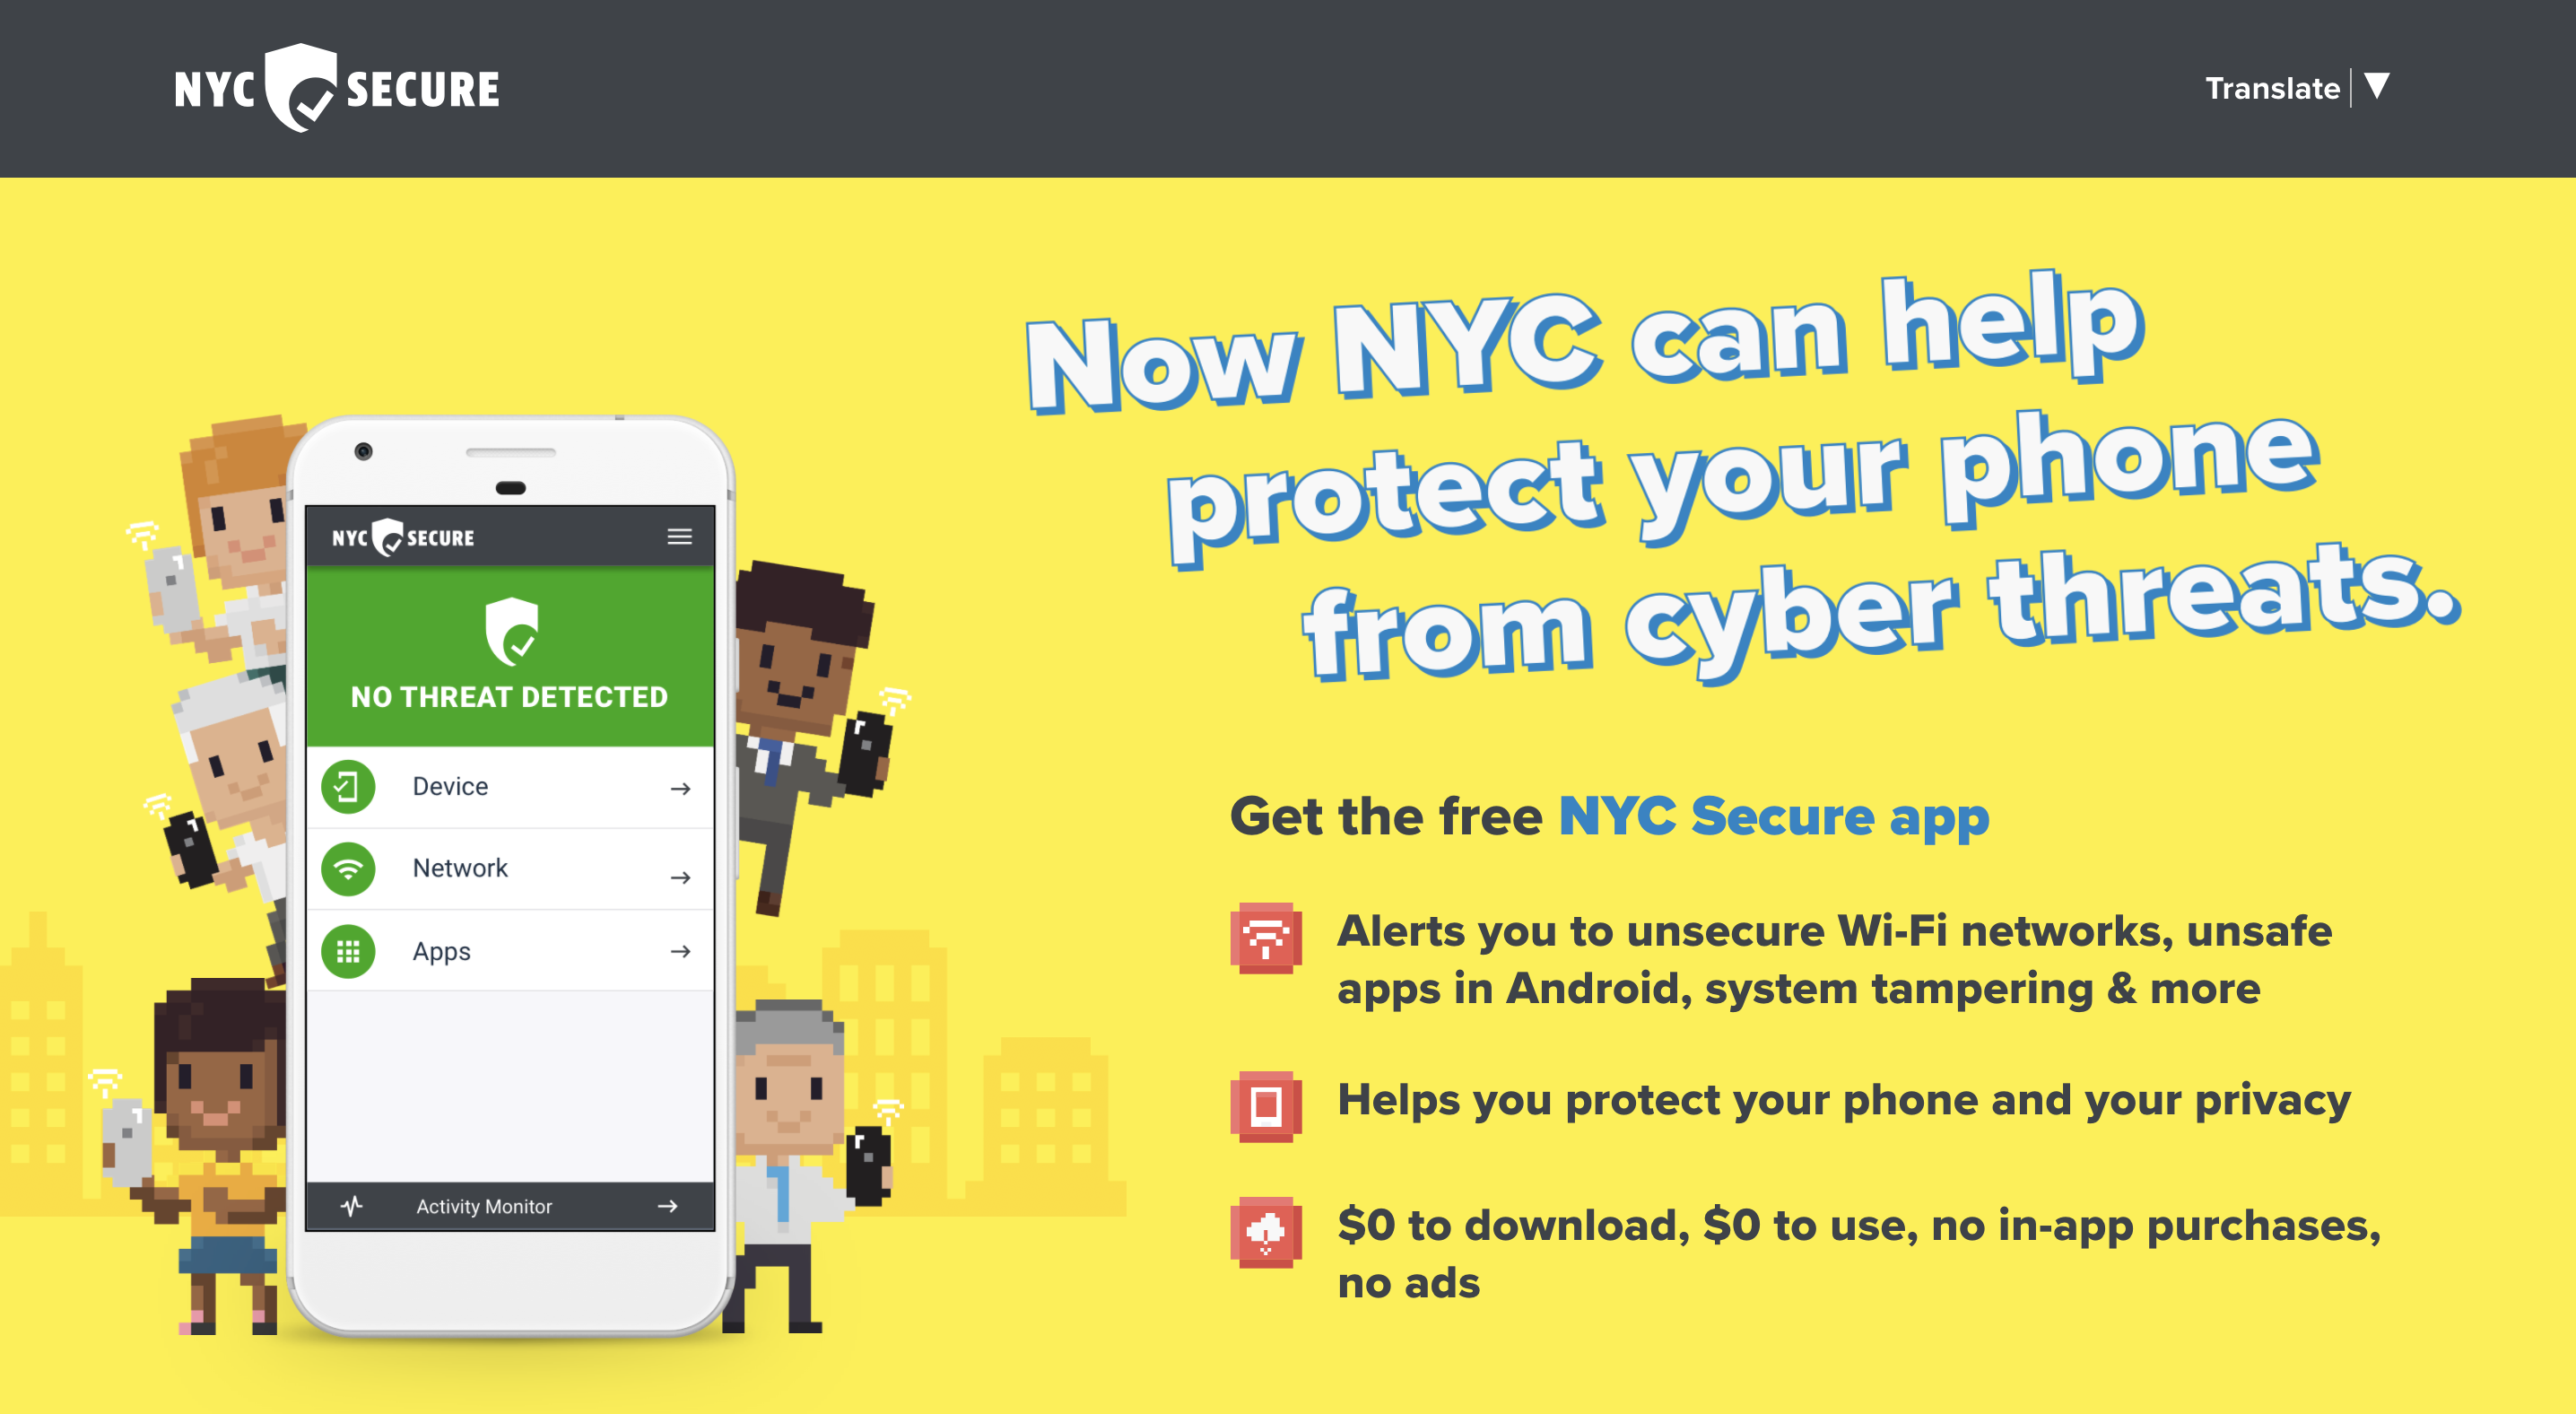 NYC SECURE
Translate
Now NYC can help
protect your phone
from cyber threats.
NYC SECURE
NO THREAT DETECTED
Device
Network
Apps
Activity Monitor
Get the free NYC Secure app
Alerts you to unsecure Wi-Fi networks, unsafe
apps in Android, system tampering & more
Helps you protect your phone and your privacy
$0 to download, $0 to use, no in-app purchases,
no ads